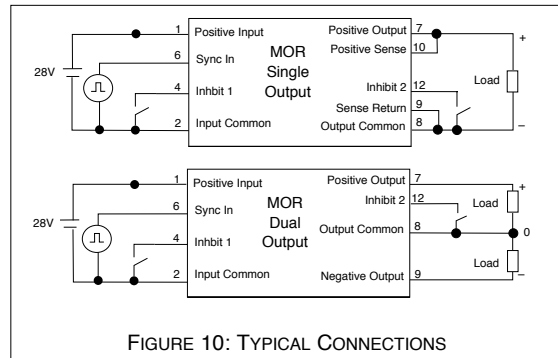 1 Positive Input
6 Sync In
4 Inhbit 1
2 Input Common
28V
MOR
Single
Output
Positive Output 7
Positive Sense 10
Inhibit 2 12
Sense Return 9
Output Common 8
+
Load
–
1 Positive Input
6 Sync In
4 Inhbit 1
2 Input Common
28V
MOR
Dual
Output
Positive Output 7
Inhibit 2 12
Output Common 8
Negative Output 9
+
Load
0
Load
–
FIGURE 10: TYPICAL CONNECTIONS